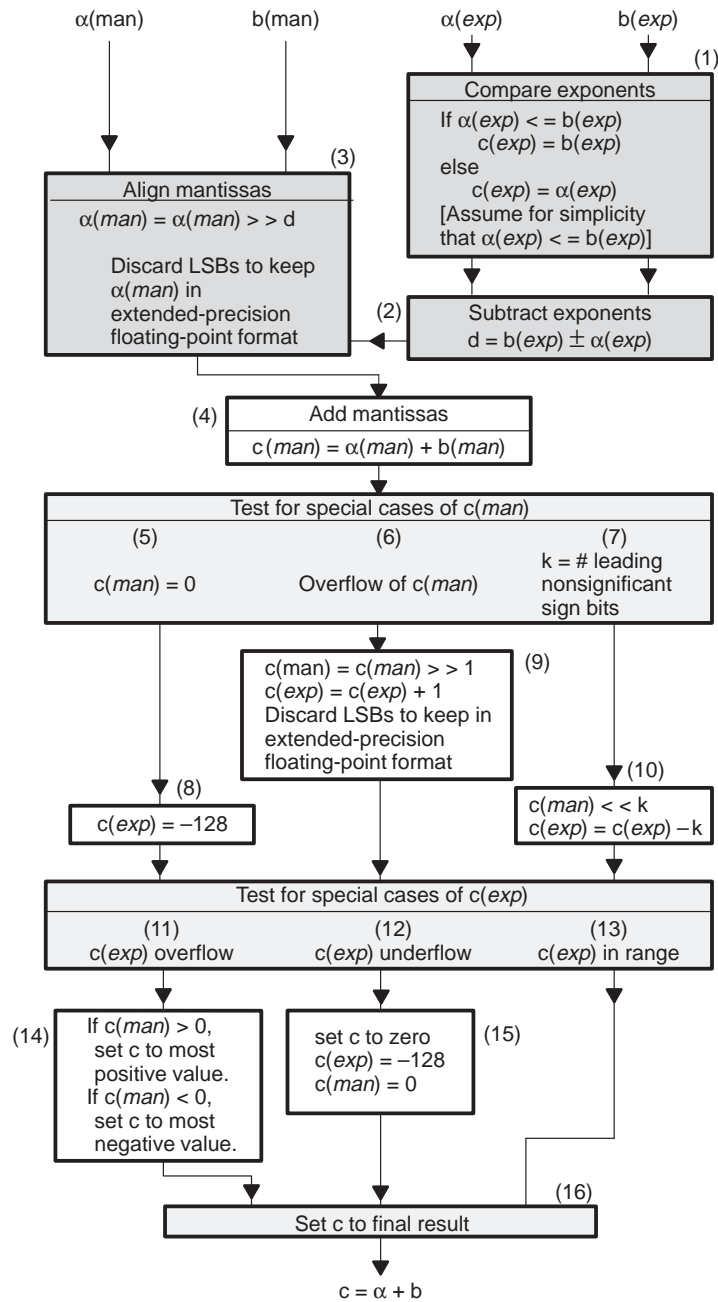 α(man) b(man) α(exp) b(exp)
(1)
Compare exponents
If α(exp) < = b(exp)
c(exp) = b(exp)
else
c(exp) = α(exp)
[Assume for simplicity
that α(exp) < = b(exp)]
(3)
Align mantissas
α(man) = α(man) > > d
Discard LSBs to keep
α(man) in
extended-precision
floating-point format
(2)
Subtract exponents
d = b(exp) ± α(exp)
(4)
Add mantissas
c(man) = α(man) + b(man)
Test for special cases of c(man)
(5) (6) (7)
c(man) = 0
Overflow of c(man)
k = # leading
nonsignificant
sign bits
(9)
c(man) = c(man) > > 1
c(exp) = c(exp) + 1
Discard LSBs to keep in
extended-precision
floating-point format
(8)
c(exp) = –128
(10)
c(man) < < k
c(exp) = c(exp) –k
Test for special cases of c(exp)
(11) (12) (13)
c(exp) overflow c(exp) underflow c(exp) in range
(14)
If c(man) > 0,
set c to most
positive value.
If c(man) < 0,
set c to most
negative value.
(15)
set c to zero
c(exp) = –128
c(man) = 0
(16)
Set c to final result
c = α + b